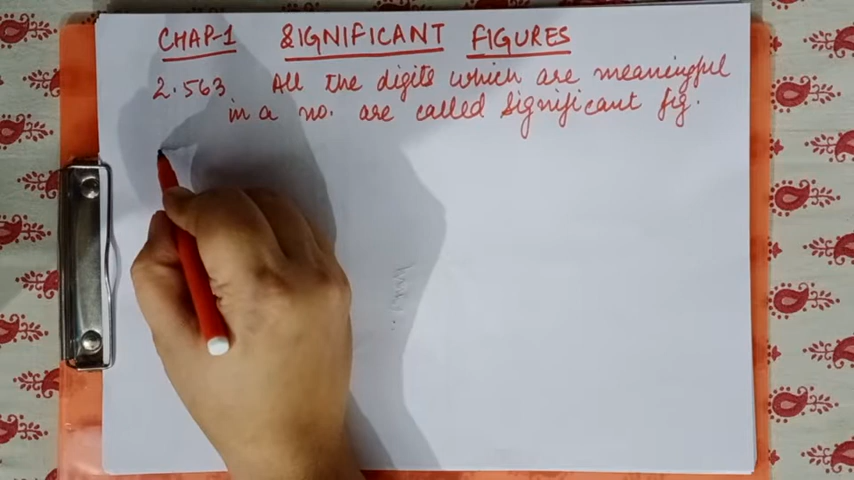 CHAP-1 SIGNIFICANT FIGURES
2.563 All the digits which are meaningful
in a no. are called significant fig.